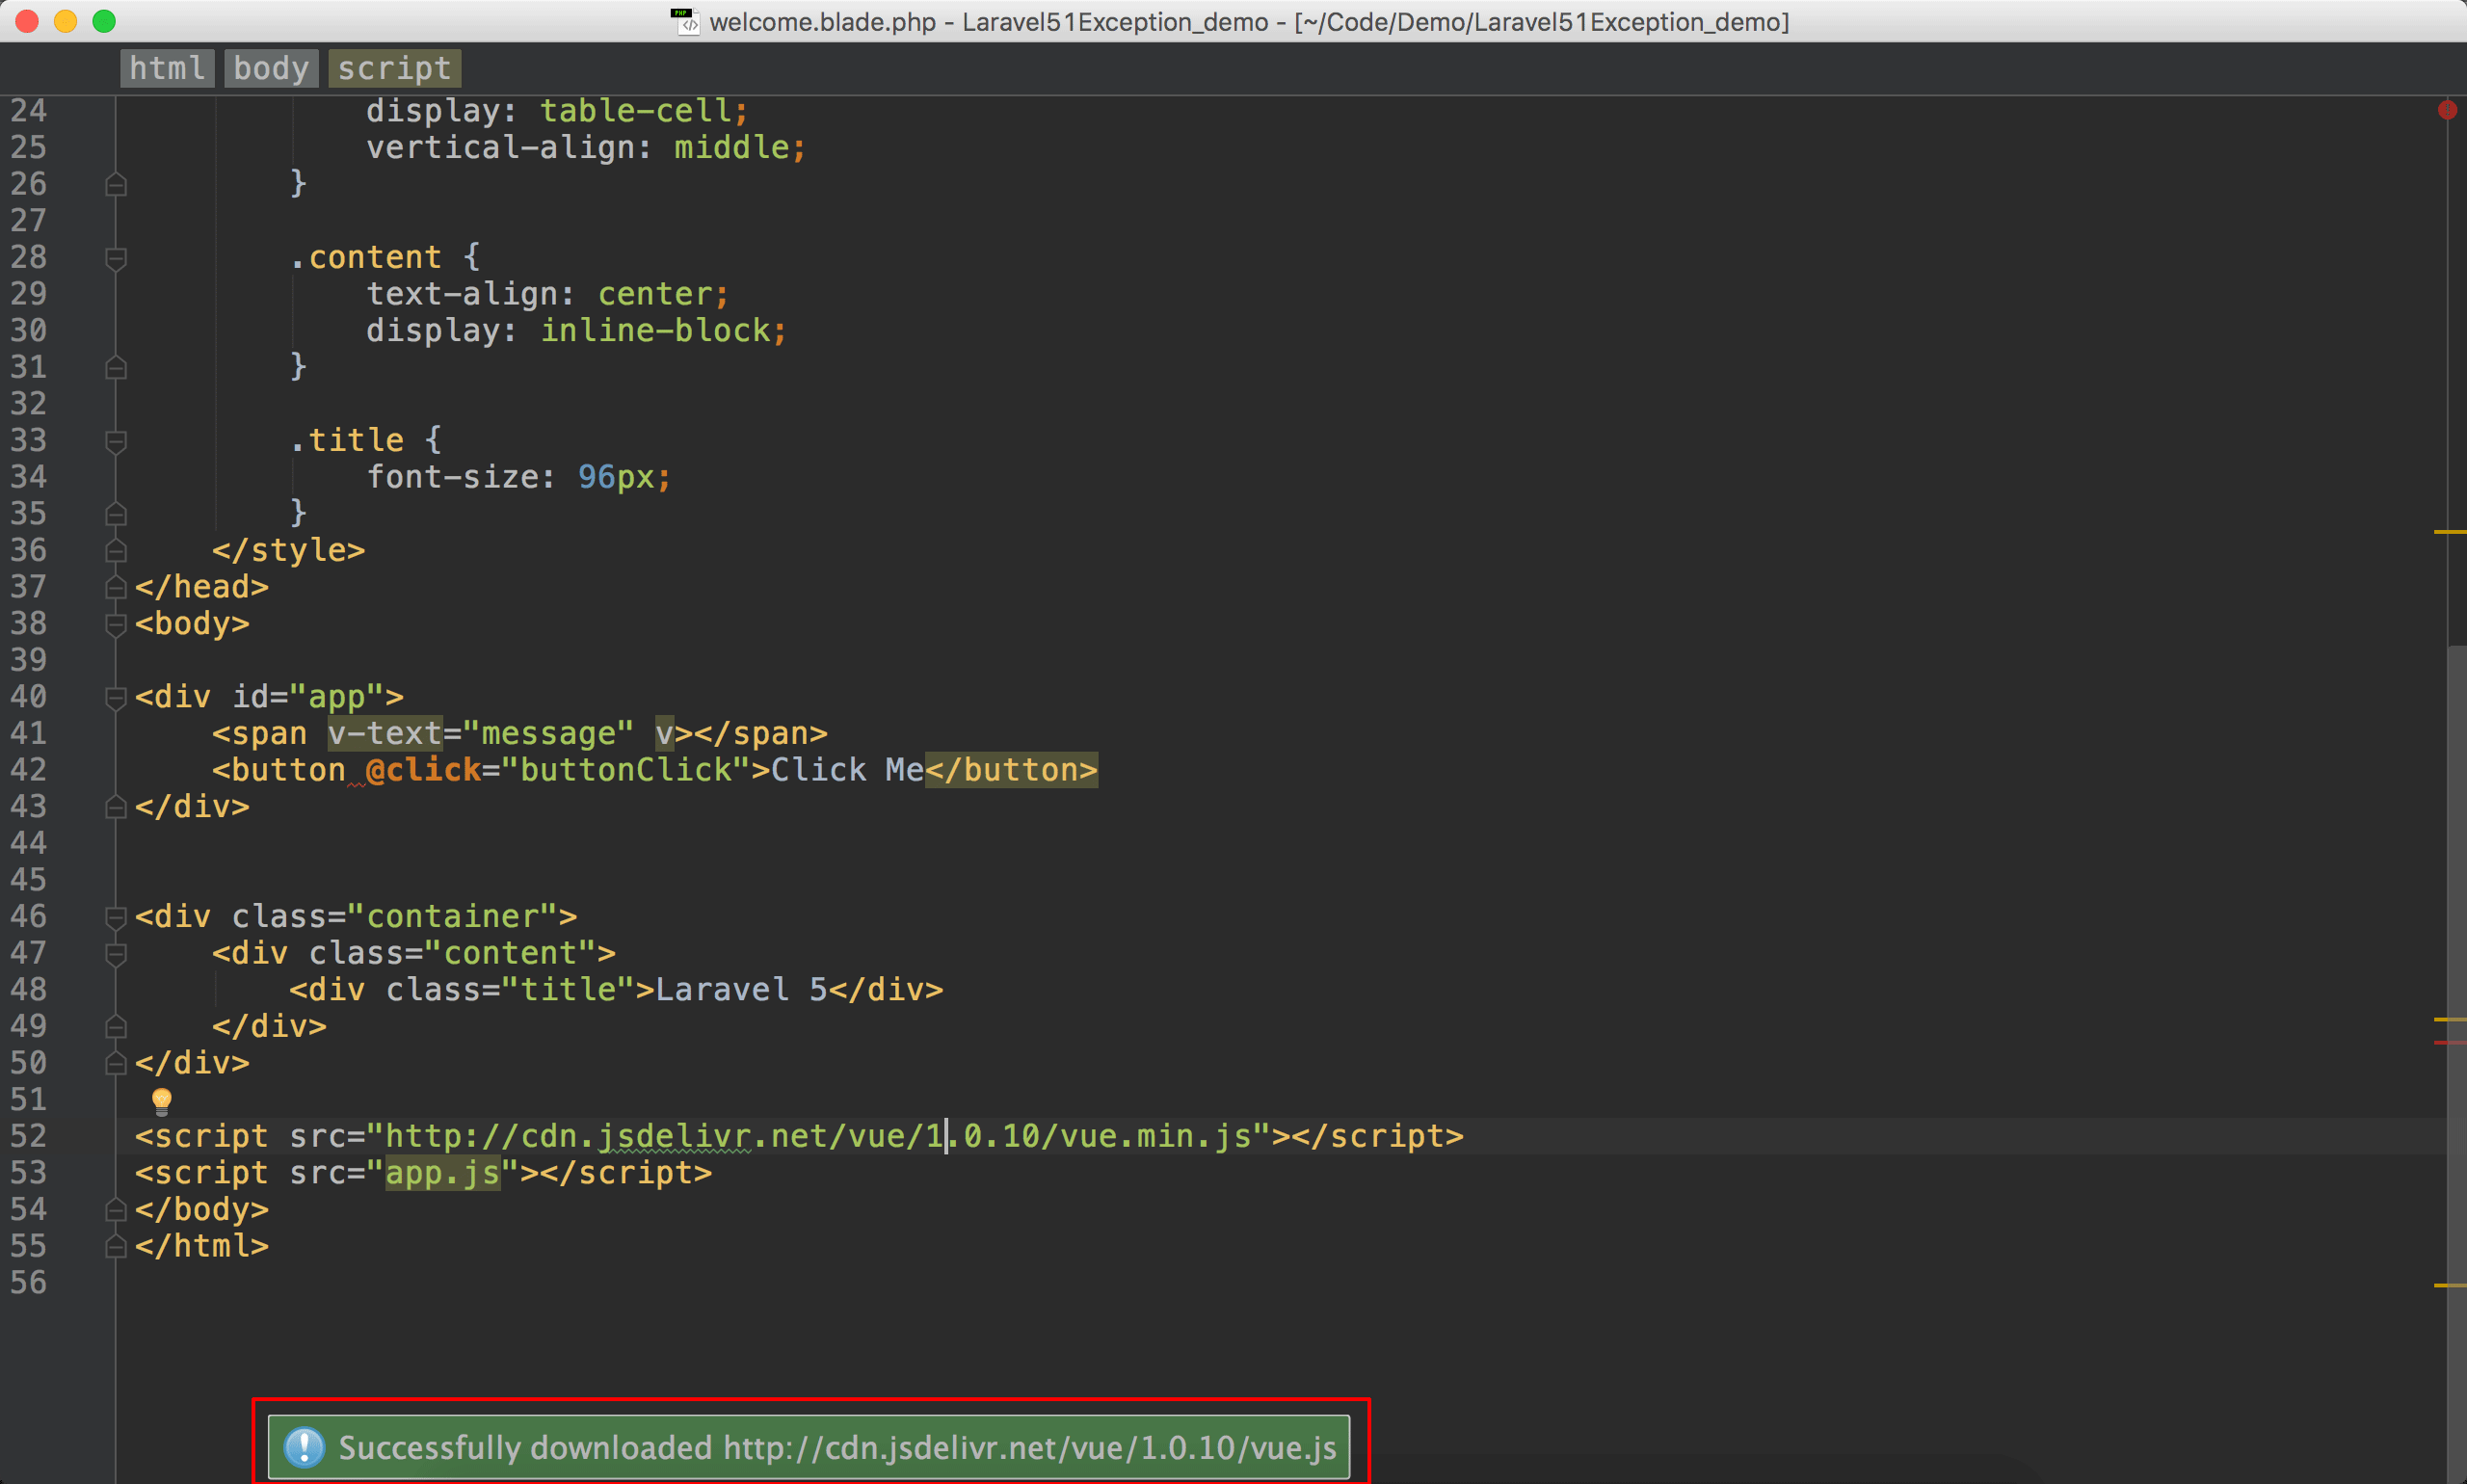 welcome.blade.php - Laravel51Exception_demo - [~/Code/Demo/Laravel51Exception_demo]
html body script
24 display: table-cell;
25 vertical-align: middle;
26 }
27
28 .content {
29 text-align: center;
30 display: inline-block;
31 }
32
33 .title {
34 font-size: 96px;
35 }
36 </style>
37 </head>
38 <body>
39
40 <div id="app">
41 <span v-text="message" v></span>
42 <button @click="buttonClick">Click Me</button>
43 </div>
44
45
46 <div class="container">
47 <div class="content">
48 <div class="title">Laravel 5</div>
49 </div>
50 </div>
51
52 <script src="http://cdn.jsdelivr.net/vue/1.0.10/vue.min.js"></script>
53 <script src="app.js"></script>
54 </body>
55 </html>
56
Successfully downloaded http://cdn.jsdelivr.net/vue/1.0.10/vue.js